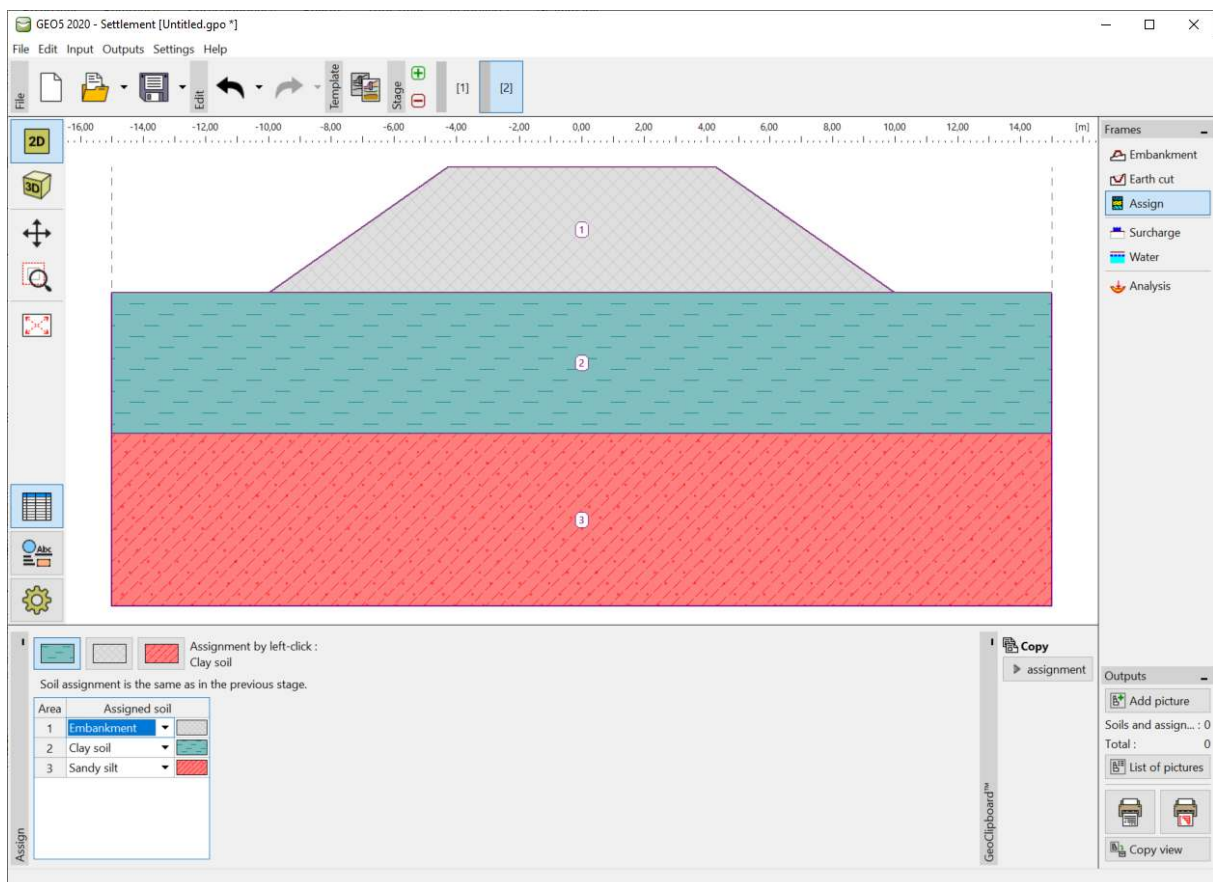 GEO5 2020 - Settlement [Untitled.gpo *]
File Edit Input Outputs Settings Help
File
Edit
Template
Stage
[1] [2]
2D
3D
-16,00 -14,00 -12,00 -10,00 -8,00 -6,00 -4,00 -2,00 0,00 2,00 4,00 6,00 8,00 10,00 12,00 14,00 [m]
1
2
3
Frames
Embankment
Earth cut
Assign
Surcharge
Water
Analysis
Abc
Assign
Assignment by left-click :
Clay soil
Soil assignment is the same as in the previous stage.
Area Assigned soil
1 Embankment
2 Clay soil
3 Sandy silt
GeoClipboard™
Copy
assignment
Outputs
Add picture
Soils and assign... : 0
Total : 0
List of pictures
Copy view